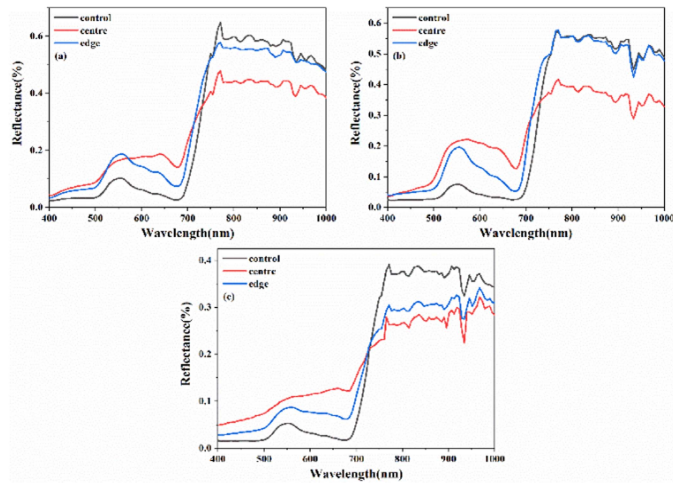 control
centre
edge
(a)
Reflectance(%)
0.6
0.4
0.2
0.0
400 500 600 700 800 900 1000
Wavelength(nm)
control
centre
edge
(b)
Reflectance(%)
0.6
0.5
0.4
0.3
0.2
0.1
0.0
400 500 600 700 800 900 1000
Wavelength(nm)
control
centre
edge
(c)
Reflectance(%)
0.4
0.3
0.2
0.1
0.0
400 500 600 700 800 900 1000
Wavelength(nm)